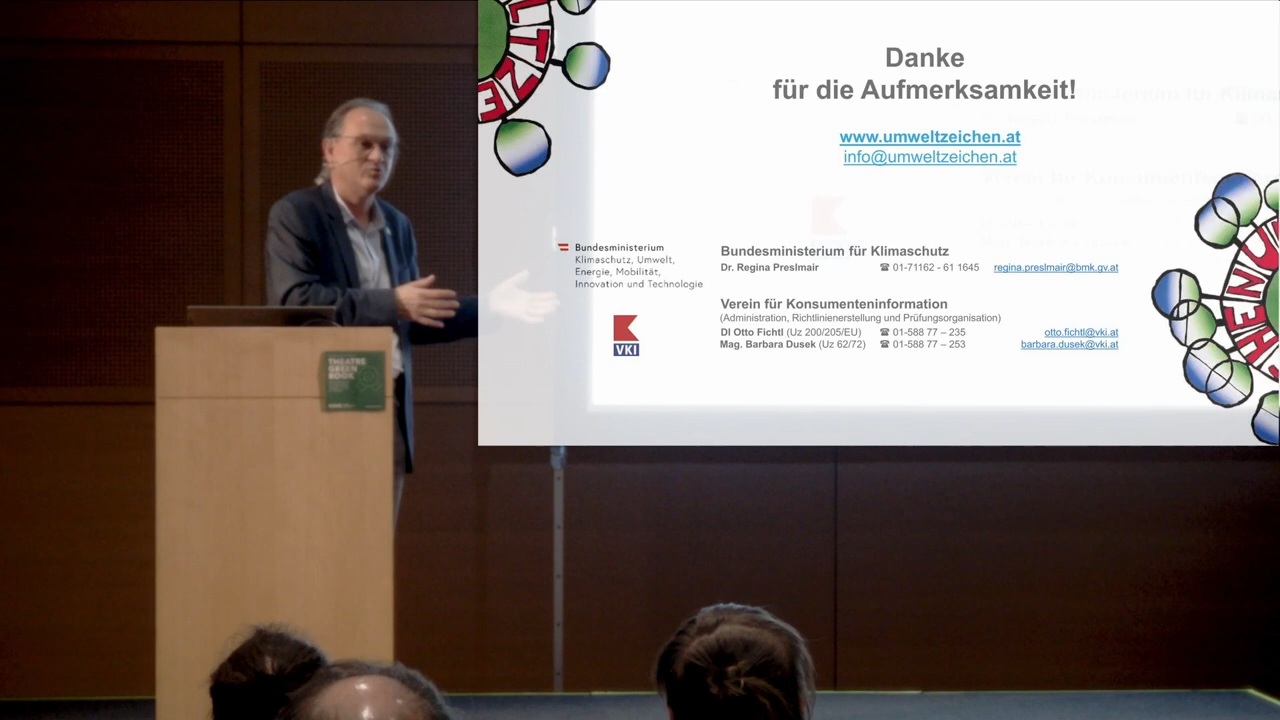 Danke
für die Aufmerksamkeit!
www.umweltzeichen.at
info@umweltzeichen.at
Bundesministerium
Klimaschutz, Umwelt,
Energie, Mobilität,
Innovation und Technologie
Bundesministerium für Klimaschutz
Dr. Regina Preslmair ☎ 01-71162 - 61 1645 regina.preslmair@bmk.gv.at
Verein für Konsumenteninformation
(Administration, Richtlinienerstellung und Prüfungsorganisation)
DI Otto Fichtl (Uz 200/205/EU) ☎ 01-588 77 – 235 otto.fichtl@vki.at
Mag. Barbara Dusek (Uz 62/72) ☎ 01-588 77 – 253 barbara.dusek@vki.at
VKI
THEATRE
GREEN
BOOK